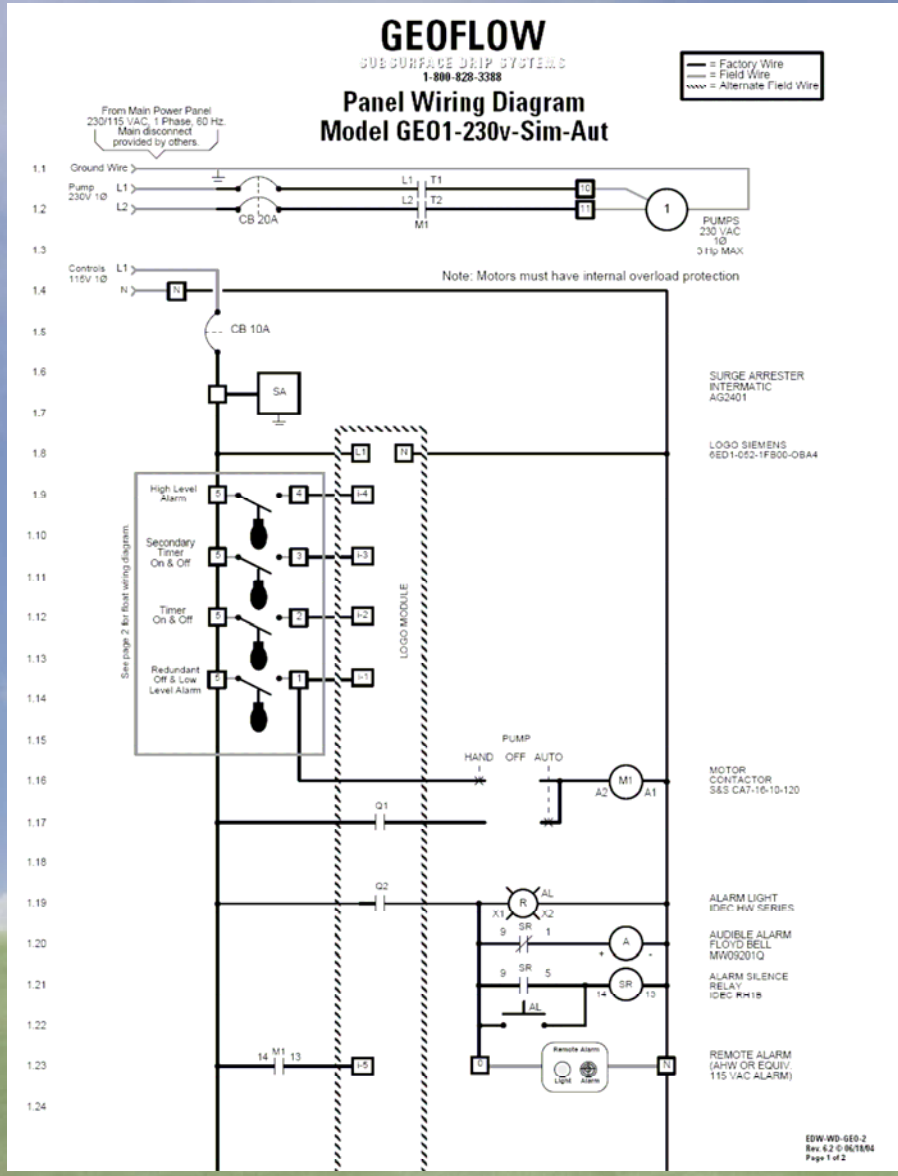 GEOFLOW
SUBSURFACE DRIP SYSTEMS
1-800-828-3388
Panel Wiring Diagram
Model GEO1-230v-Sim-Aut
= Factory Wire
= Field Wire
= Alternate Field Wire
From Main Power Panel
230/115 VAC, 1 Phase, 60 Hz.
Main disconnect
provided by others.
1.1 Ground Wire
Pump
230V 1Ø
L1
L1 T1
10
1.2
L2
CB 20A
L2 T2
M1
11
1
PUMPS
230 VAC
1Ø
3 Hp MAX
1.3
Controls
115V 1Ø
L1
Note: Motors must have internal overload protection
1.4
N
N
1.5
CB 10A
1.6
SA
SURGE ARRESTER
INTERMATIC
AG2401
1.7
1.8
L1
N
LOGO SIEMENS
6ED1-052-1FB00-OBA4
See page 2 for float wiring diagram.
LOGO MODULE
1.9
High Level
Alarm
5
4
I-4
1.10
Secondary
Timer
On & Off
5
3
I-3
1.11
1.12
Timer
On & Off
5
2
I-2
1.13
Redundant
Off & Low
Level Alarm
5
1
I-1
1.14
1.15
PUMP
HAND OFF AUTO
1.16
A2
M1
A1
MOTOR
CONTACTOR
S&S CA7-16-10-120
1.17
Q1
1.18
1.19
Q2
X1
R
AL
X2
ALARM LIGHT
IDEC HW SERIES
1.20
9 SR 1
+ A -
AUDIBLE ALARM
FLOYD BELL
MW09201Q
1.21
9 SR 5
14 SR 13
ALARM SILENCE
RELAY
IDEC RH1B
1.22
AL
1.23
14 M1 13
I-5
0
Remote Alarm
Light Alarm
N
REMOTE ALARM
(AHW OR EQUIV.
115 VAC ALARM)
1.24
EDW-WD-GEO-2
Rev. 6.2 © 06/18/04
Page 1 of 2